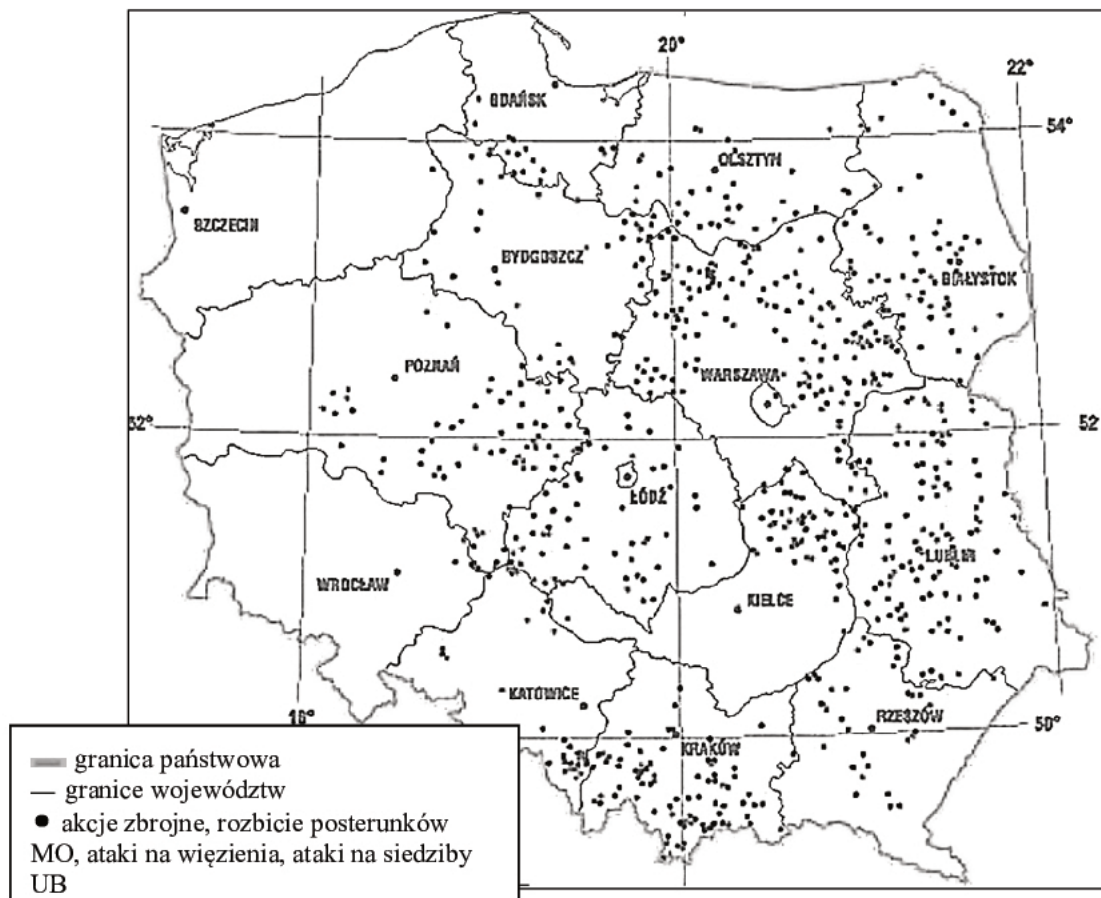 20°
22°
GDAŃSK
54°
OLSZTYN
SZCZECIN
BYDGOSZCZ
BIAŁYSTOK
POZNAŃ
WARSZAWA
52°
52°
ŁÓDŹ
LUBLIN
WROCŁAW
KIELCE
KATOWICE
RZESZÓW
16°
50°
KRAKÓW
granica państwowa
granice województw
akcje zbrojne, rozbicie posterunków
MO, ataki na więzienia, ataki na siedziby
UB